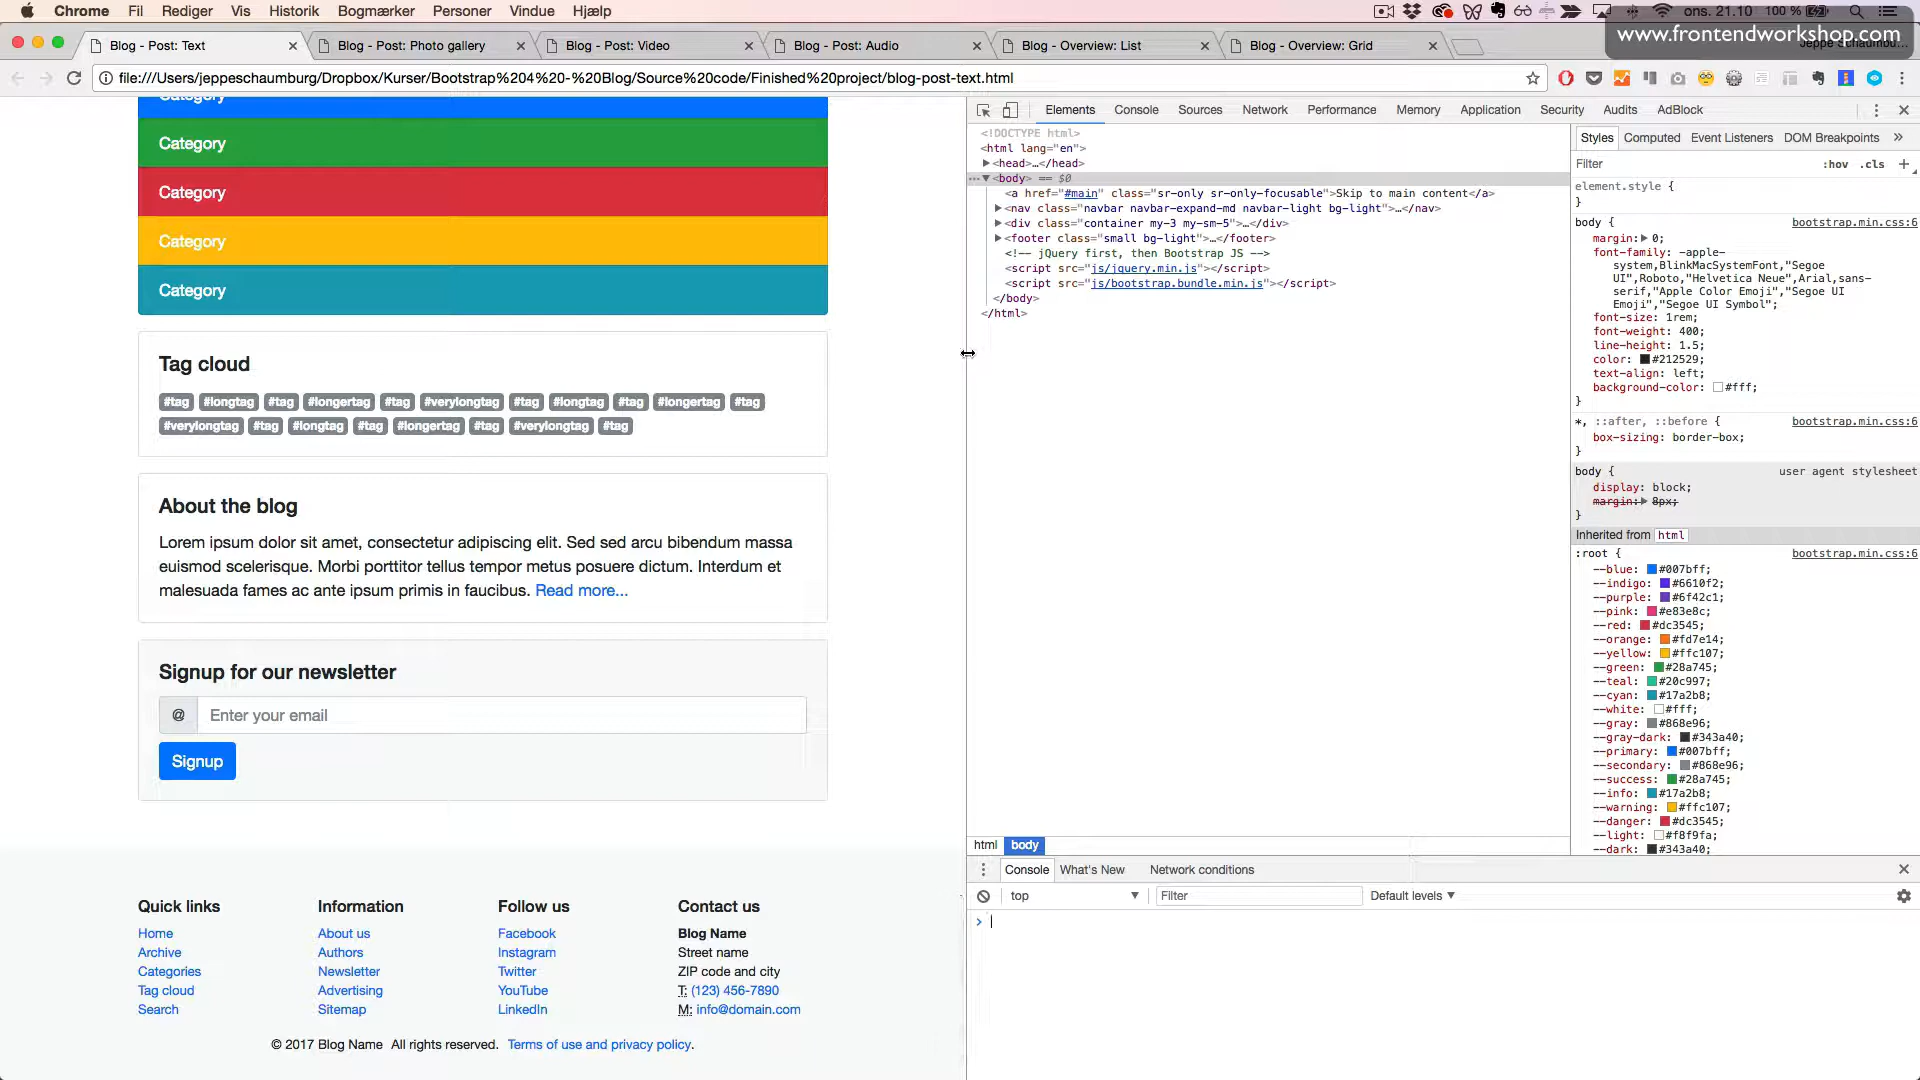 Chrome Fil Rediger Vis Historik Bogmærker Personer Vindue Hjælp
ons. 21.10 100 %
www.frontendworkshop.com
Blog - Post: Text
Blog - Post: Photo gallery
Blog - Post: Video
Blog - Post: Audio
Blog - Overview: List
Blog - Overview: Grid
file:///Users/jeppeschaumburg/Dropbox/Kurser/Bootstrap%204%20-%20Blog/Source%20code/Finished%20project/blog-post-text.html
Category
Category
Category
Category
Category
Tag cloud
#tag #longtag #tag #longertag #tag #verylongtag #tag #longtag #tag #longertag #tag
#verylongtag #tag #longtag #tag #longertag #tag #verylongtag #tag
About the blog
Lorem ipsum dolor sit amet, consectetur adipiscing elit. Sed sed arcu bibendum massa
euismod scelerisque. Morbi porttitor tellus tempor metus posuere dictum. Interdum et
malesuada fames ac ante ipsum primis in faucibus. Read more...
Signup for our newsletter
@ Enter your email
Signup
Quick links
Home
Archive
Categories
Tag cloud
Search
Information
About us
Authors
Newsletter
Advertising
Sitemap
Follow us
Facebook
Instagram
Twitter
YouTube
LinkedIn
Contact us
Blog Name
Street name
ZIP code and city
T: (123) 456-7890
M: info@domain.com
© 2017 Blog Name All rights reserved. Terms of use and privacy policy.
Elements Console Sources Network Performance Memory Application Security Audits AdBlock
<!DOCTYPE html>
<html lang="en">
<head>…</head>
<body> == $0
<a href="#main" class="sr-only sr-only-focusable">Skip to main content</a>
<nav class="navbar navbar-expand-md navbar-light bg-light">…</nav>
<div class="container my-3 my-sm-5">…</div>
<footer class="small bg-light">…</footer>
<!-- jQuery first, then Bootstrap JS -->
<script src="js/jquery.min.js"></script>
<script src="js/bootstrap.bundle.min.js"></script>
</body>
</html>
html body
Styles Computed Event Listeners DOM Breakpoints »
Filter :hov .cls +
element.style {
}
body { bootstrap.min.css:6
margin: 0;
font-family: -apple-
system,BlinkMacSystemFont,"Segoe
UI",Roboto,"Helvetica Neue",Arial,sans-
serif,"Apple Color Emoji","Segoe UI
Emoji","Segoe UI Symbol";
font-size: 1rem;
font-weight: 400;
line-height: 1.5;
color: #212529;
text-align: left;
background-color: #fff;
}
*, ::after, ::before { bootstrap.min.css:6
box-sizing: border-box;
}
body { user agent stylesheet
display: block;
margin: 8px;
}
Inherited from html
:root { bootstrap.min.css:6
--blue: #007bff;
--indigo: #6610f2;
--purple: #6f42c1;
--pink: #e83e8c;
--red: #dc3545;
--orange: #fd7e14;
--yellow: #ffc107;
--green: #28a745;
--teal: #20c997;
--cyan: #17a2b8;
--white: #fff;
--gray: #868e96;
--gray-dark: #343a40;
--primary: #007bff;
--secondary: #868e96;
--success: #28a745;
--info: #17a2b8;
--warning: #ffc107;
--danger: #dc3545;
--light: #f8f9fa;
--dark: #343a40;
Console What's New Network conditions
top Filter Default levels